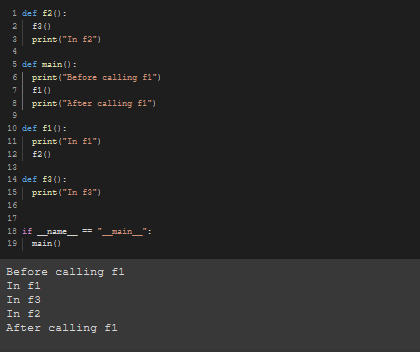 1 def f2():
2     f3()
3     print("In f2")
4
5 def main():
6     print("Before calling f1")
7     f1()
8     print("After calling f1")
9
10 def f1():
11     print("In f1")
12     f2()
13
14 def f3():
15     print("In f3")
16
17
18 if __name__ == "__main__":
19     main()
Before calling f1
In f1
In f3
In f2
After calling f1